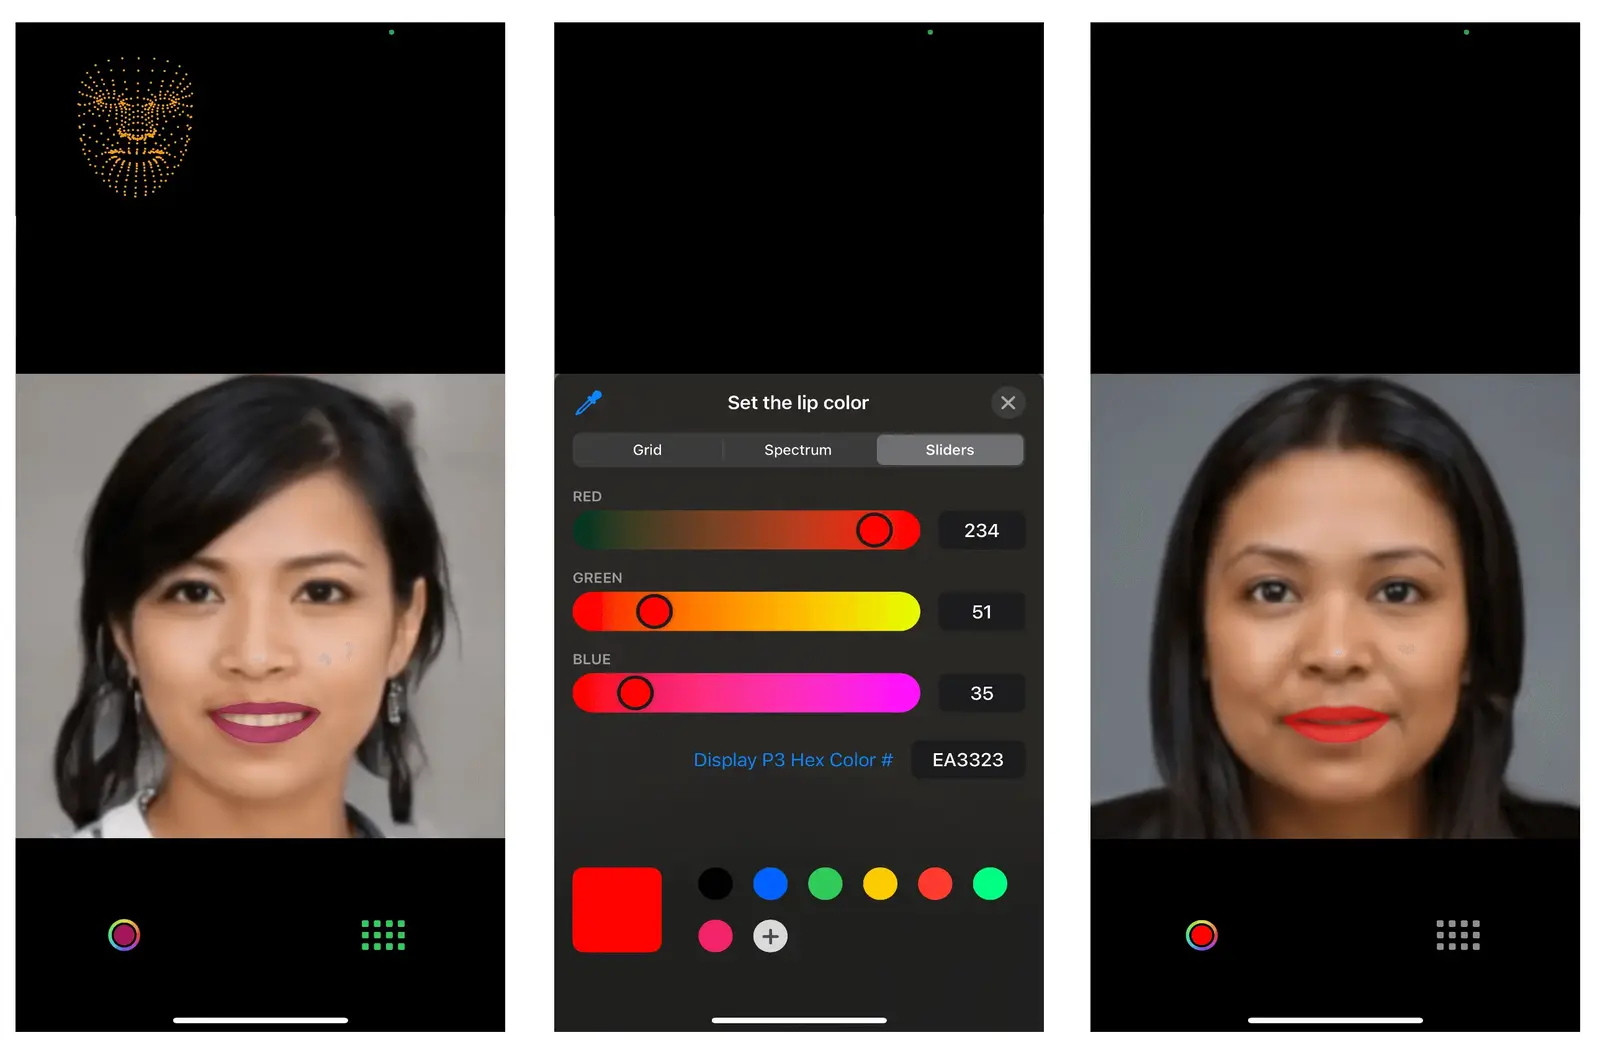 Set the lip color
Grid Spectrum Sliders
RED
234
GREEN
51
BLUE
35
Display P3 Hex Color # EA3323